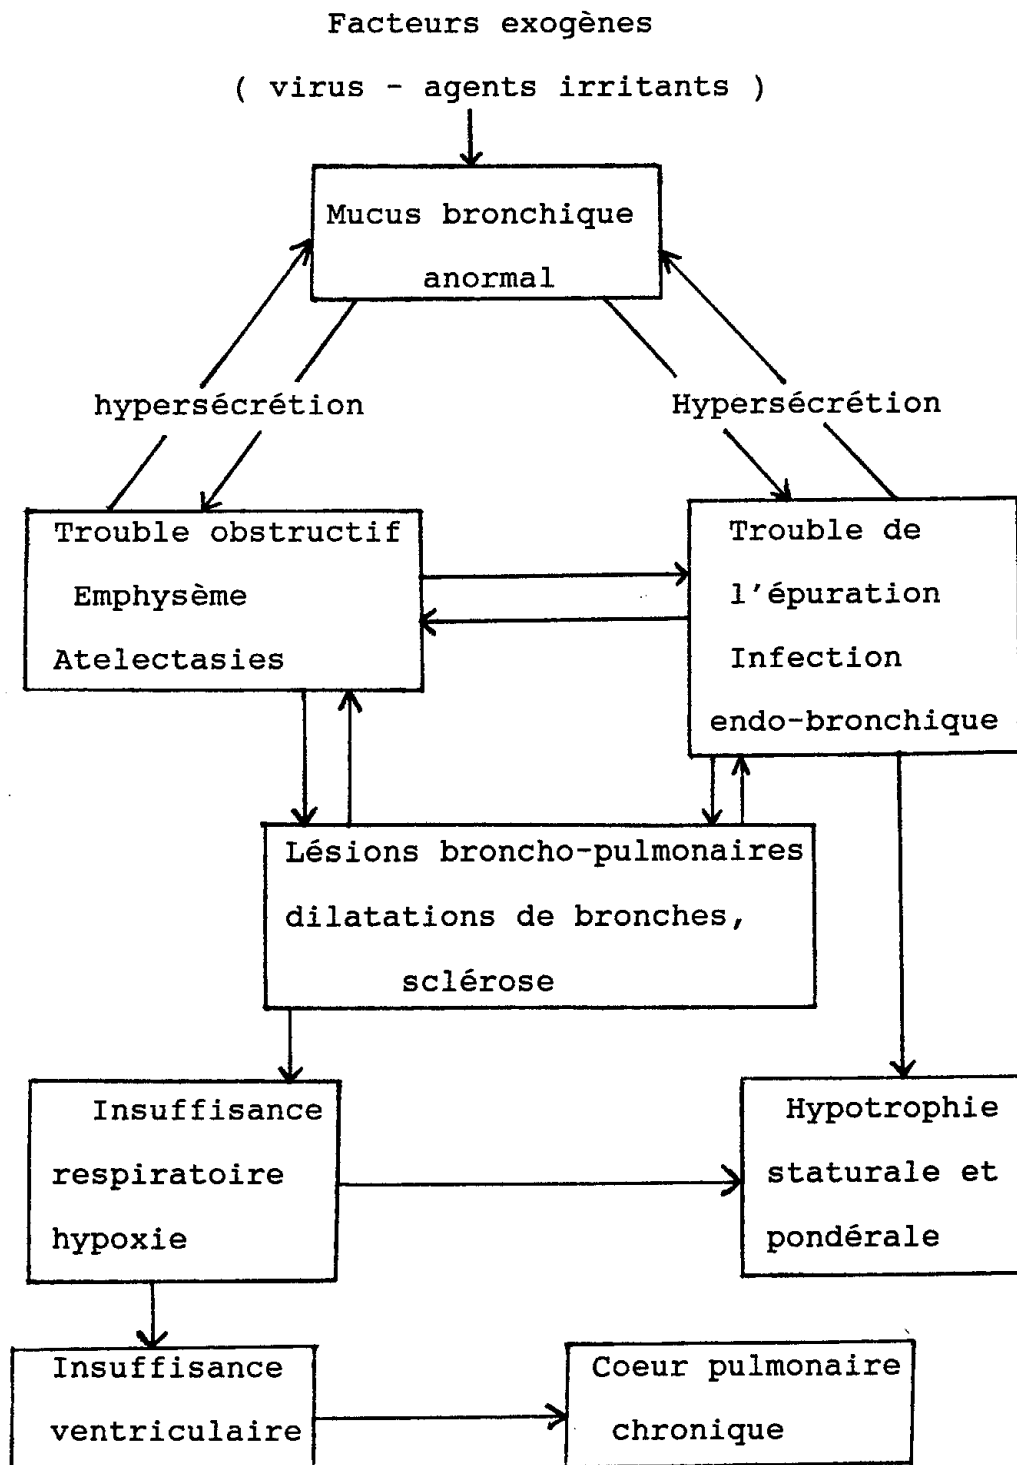 Facteurs exogènes
( virus - agents irritants )
Mucus bronchique
anormal
hypersécrétion
Hypersécrétion
Trouble obstructif
Emphysème
Atelectasies
Trouble de
l'épuration
Infection
endo-bronchique
Lésions broncho-pulmonaires
dilatations de bronches,
sclérose
Insuffisance
respiratoire
hypoxie
Hypotrophie
staturale et
pondérale
Insuffisance
ventriculaire
Coeur pulmonaire
chronique